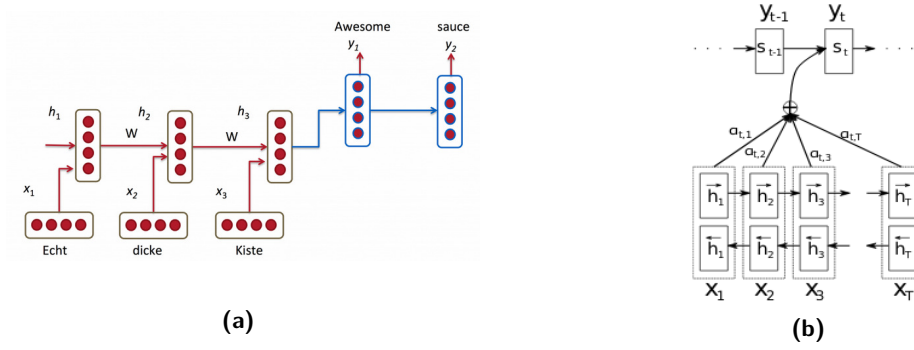 Awesome
sauce
y1
y2
h1
h2
h3
W
W
x1
x2
x3
Echt
dicke
Kiste
(a)
yt-1
yt
. . .
st-1
st
. . .
+
at,1
at,2
at,3
at,T
h1
h2
h3
hT
h1
h2
h3
hT
x1
x2
x3
xT
(b)